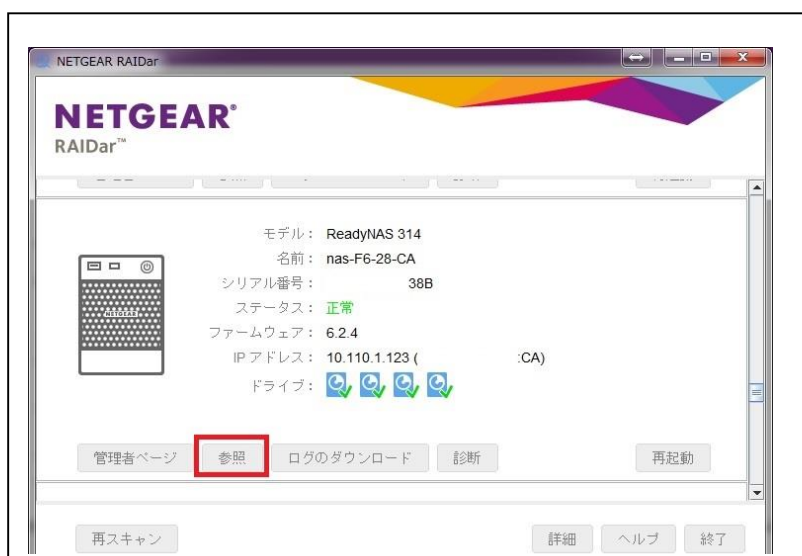 NETGEAR RAIDar
NETGEAR®
RAIDar™
モデル： ReadyNAS 314
名前： nas-F6-28-CA
シリアル番号： 38B
ステータス： 正常
ファームウェア： 6.2.4
IP アドレス： 10.110.1.123 ( :CA)
ドライブ：
NETGEAR
管理者ページ 参照 ログのダウンロード 診断 再起動
再スキャン 詳細 ヘルプ 終了